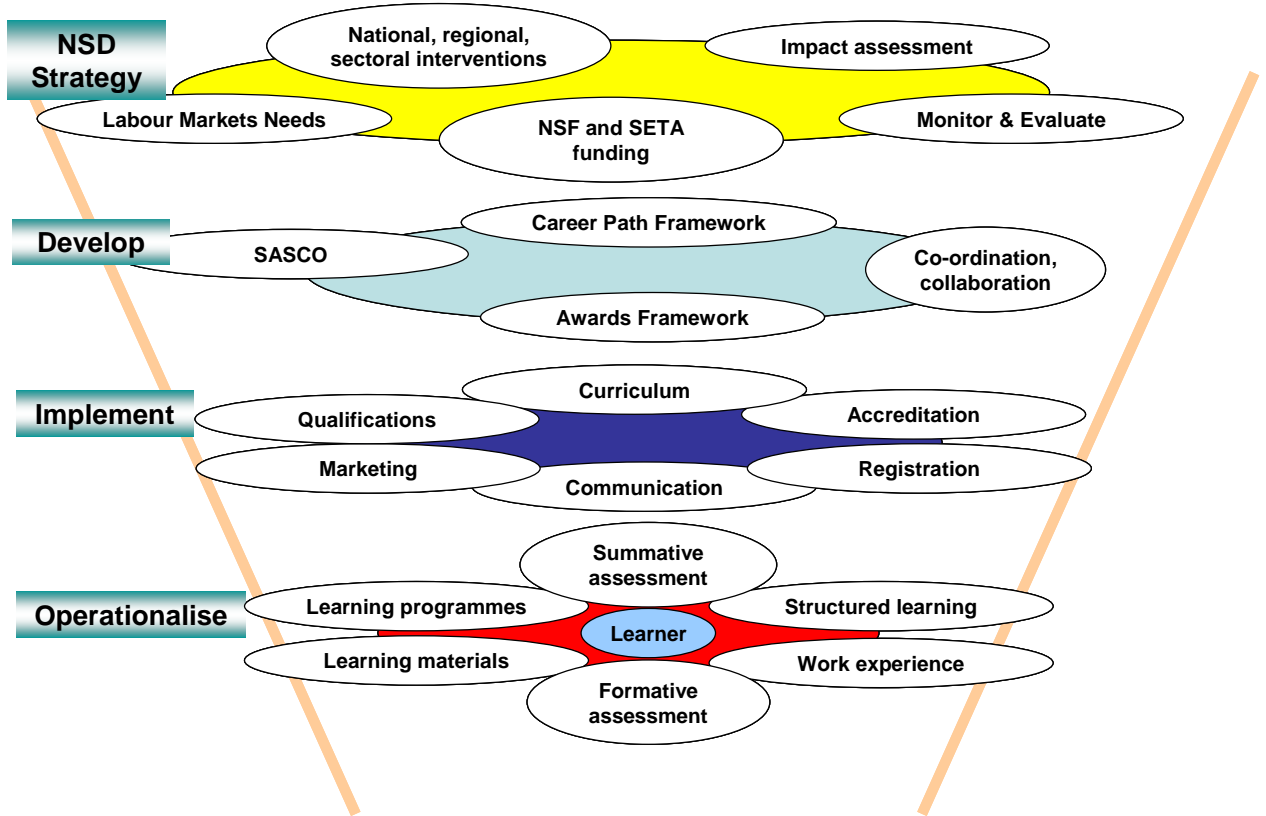 NSD
Strategy
National, regional,
sectoral interventions
Impact assessment
Labour Markets Needs
NSF and SETA
funding
Monitor & Evaluate
Develop
Career Path Framework
SASCO
Co-ordination,
collaboration
Awards Framework
Implement
Curriculum
Qualifications
Accreditation
Marketing
Communication
Registration
Operationalise
Summative
assessment
Learning programmes
Structured learning
Learner
Learning materials
Work experience
Formative
assessment